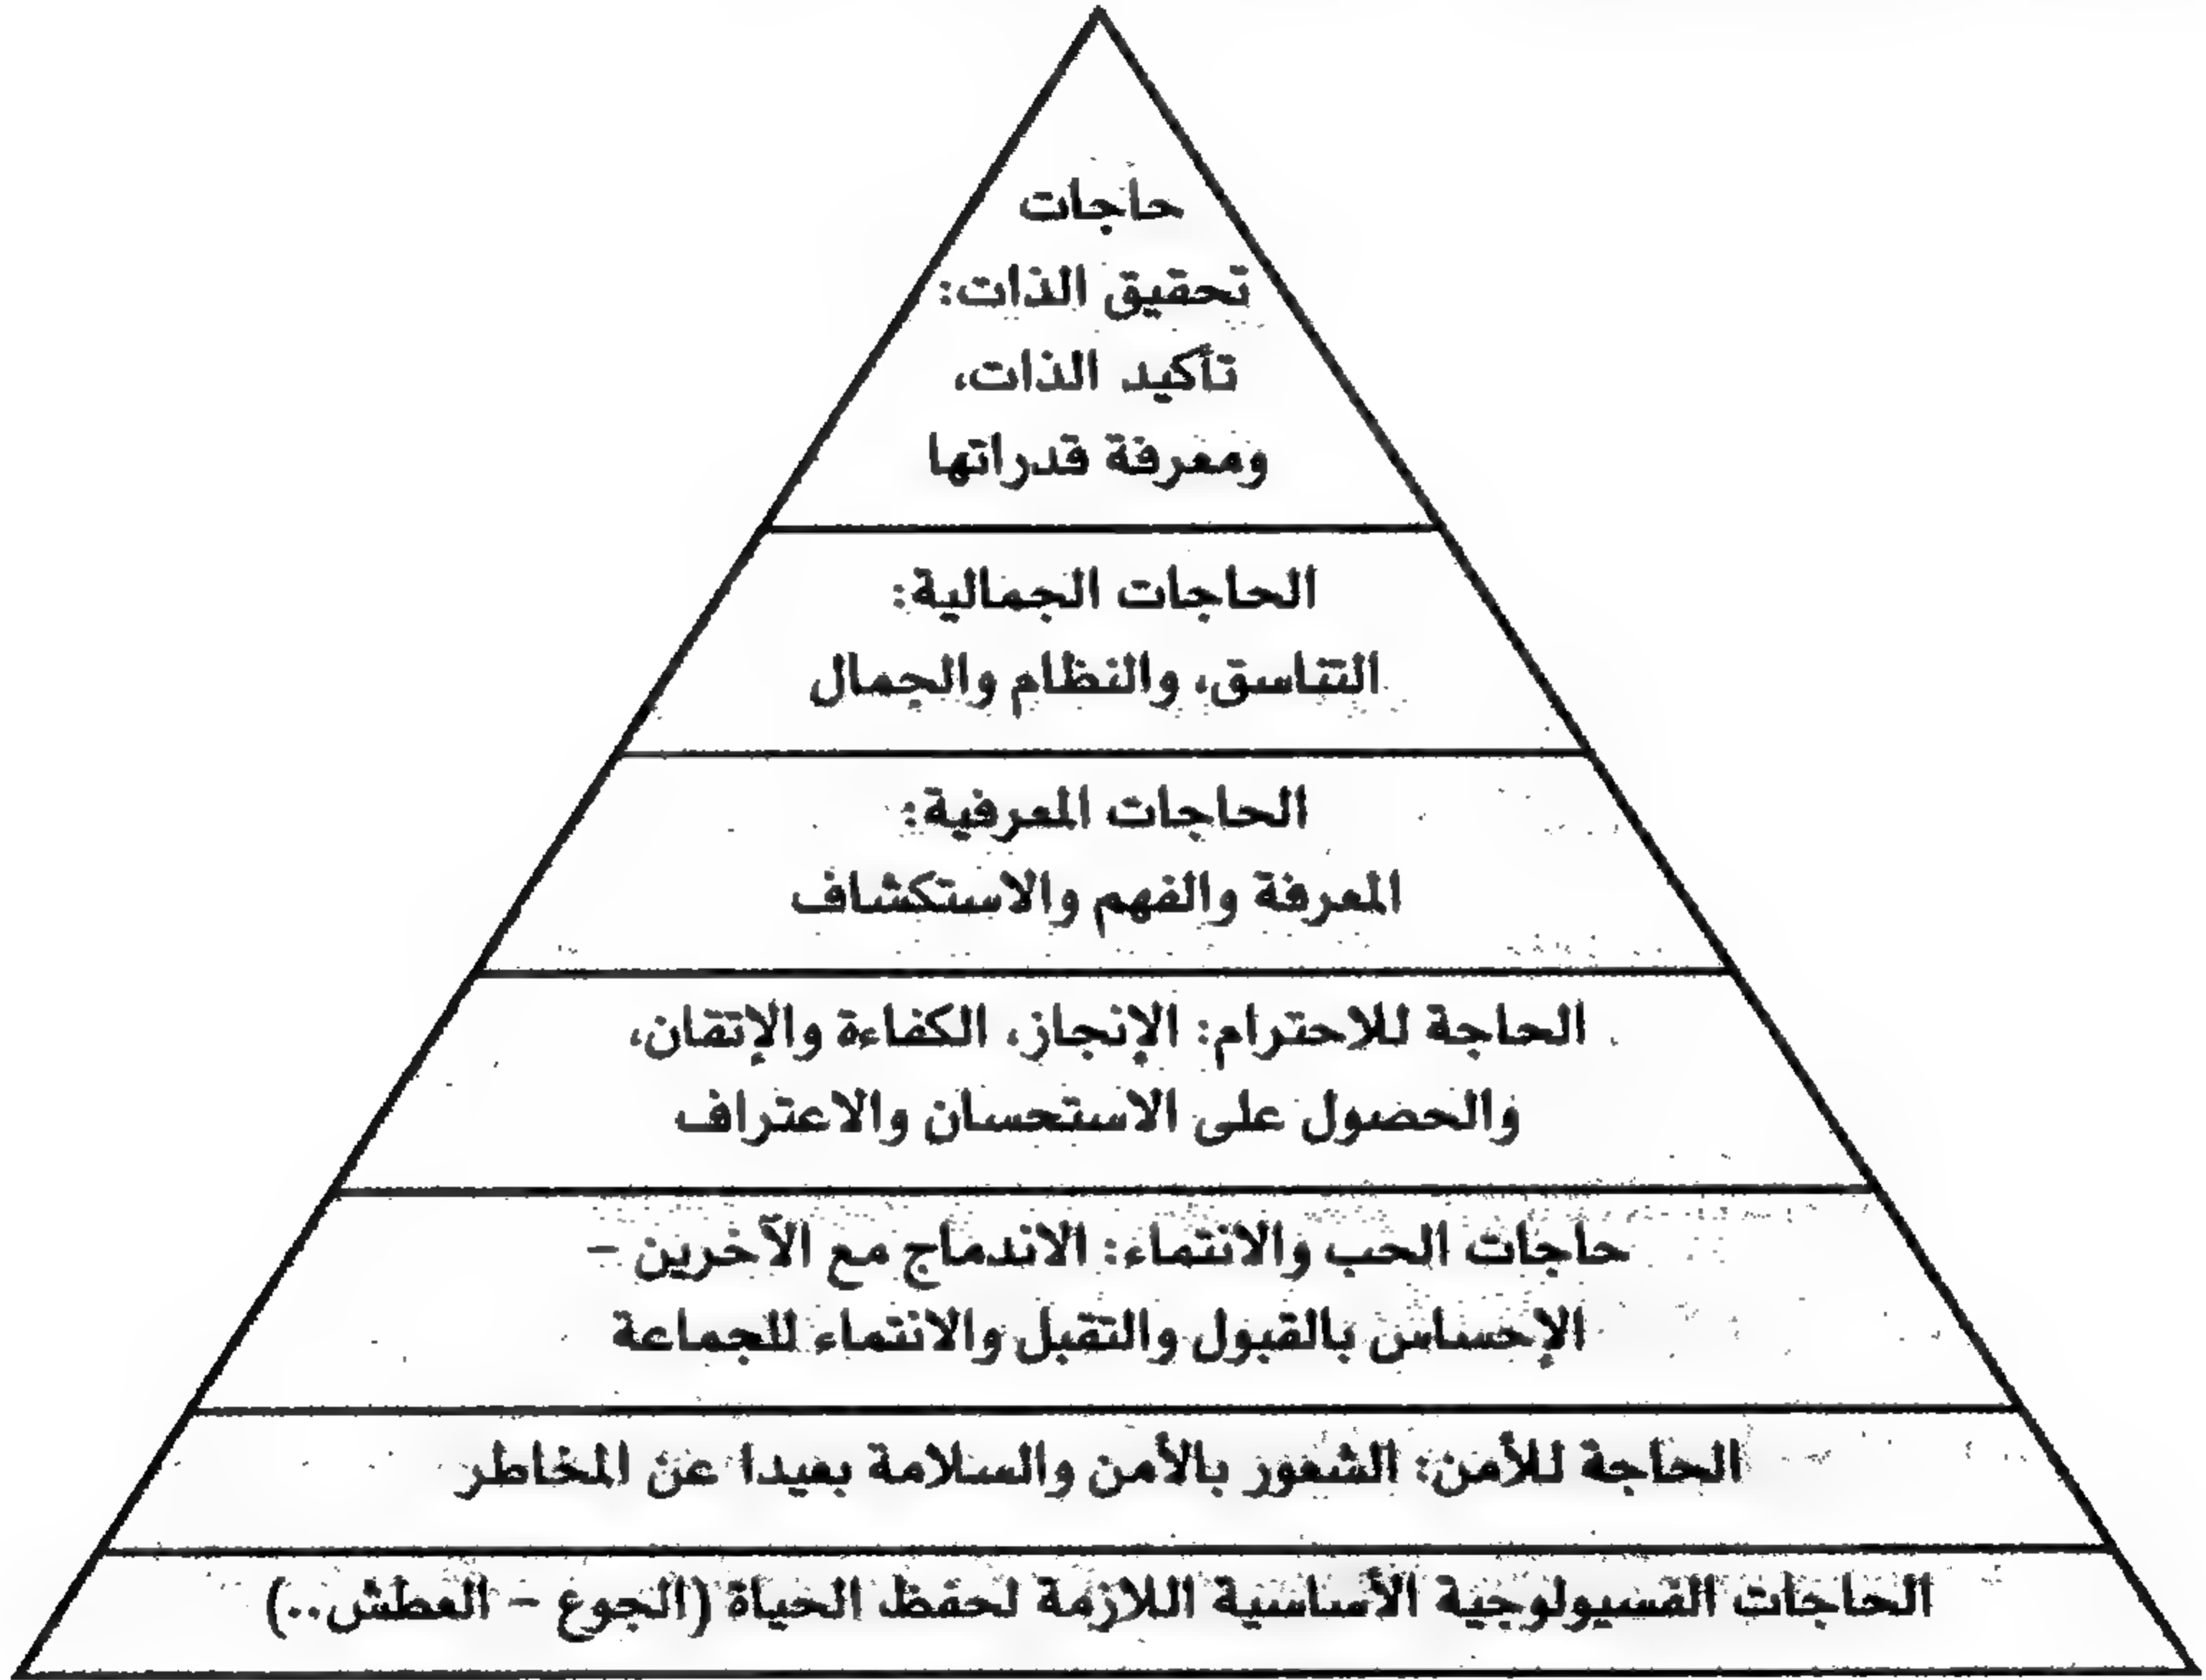 حاجات
تحقيق الذات:
تأكيد الذات،
ومعرفة قدراتها
الحاجات الجمالية:
التناسق، والنظام والجمال
الحاجات المعرفية:
المعرفة والفهم والاستكشاف
الحاجة للاحترام: الإنجاز، الكفاءة والإتقان،
والحصول على الاستحسان والاعتراف
حاجات الحب والانتماء: الاندماج مع الآخرين –
الإحساس بالقبول والتقبل والانتماء للجماعة
الحاجة للأمن: الشعور بالأمن والسلامة بعيدا عن المخاطر
الحاجات الفسيولوجية الأساسية اللازمة لحفظ الحياة (الجوع – العطش..)